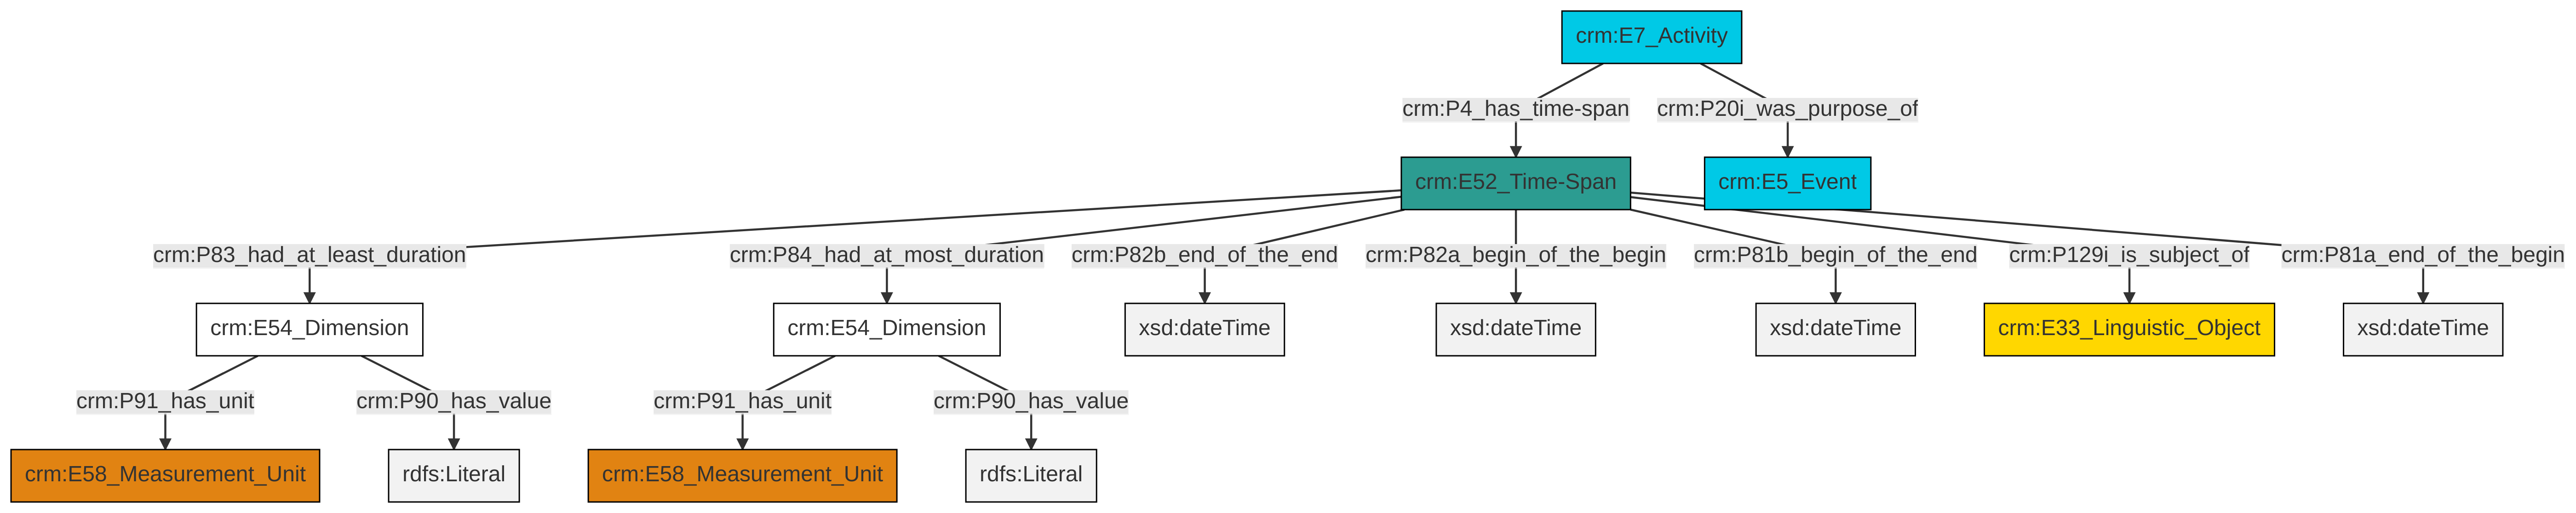 crm:E7_Activity
crm:P4_has_time-span
crm:P20i_was_purpose_of
crm:E52_Time-Span
crm:E5_Event
crm:P83_had_at_least_duration
crm:P84_had_at_most_duration
crm:P82b_end_of_the_end
crm:P82a_begin_of_the_begin
crm:P81b_begin_of_the_end
crm:P129i_is_subject_of
crm:P81a_end_of_the_begin
crm:E54_Dimension
crm:E54_Dimension
xsd:dateTime
xsd:dateTime
xsd:dateTime
crm:E33_Linguistic_Object
xsd:dateTime
crm:P91_has_unit
crm:P90_has_value
crm:P91_has_unit
crm:P90_has_value
crm:E58_Measurement_Unit
rdfs:Literal
crm:E58_Measurement_Unit
rdfs:Literal